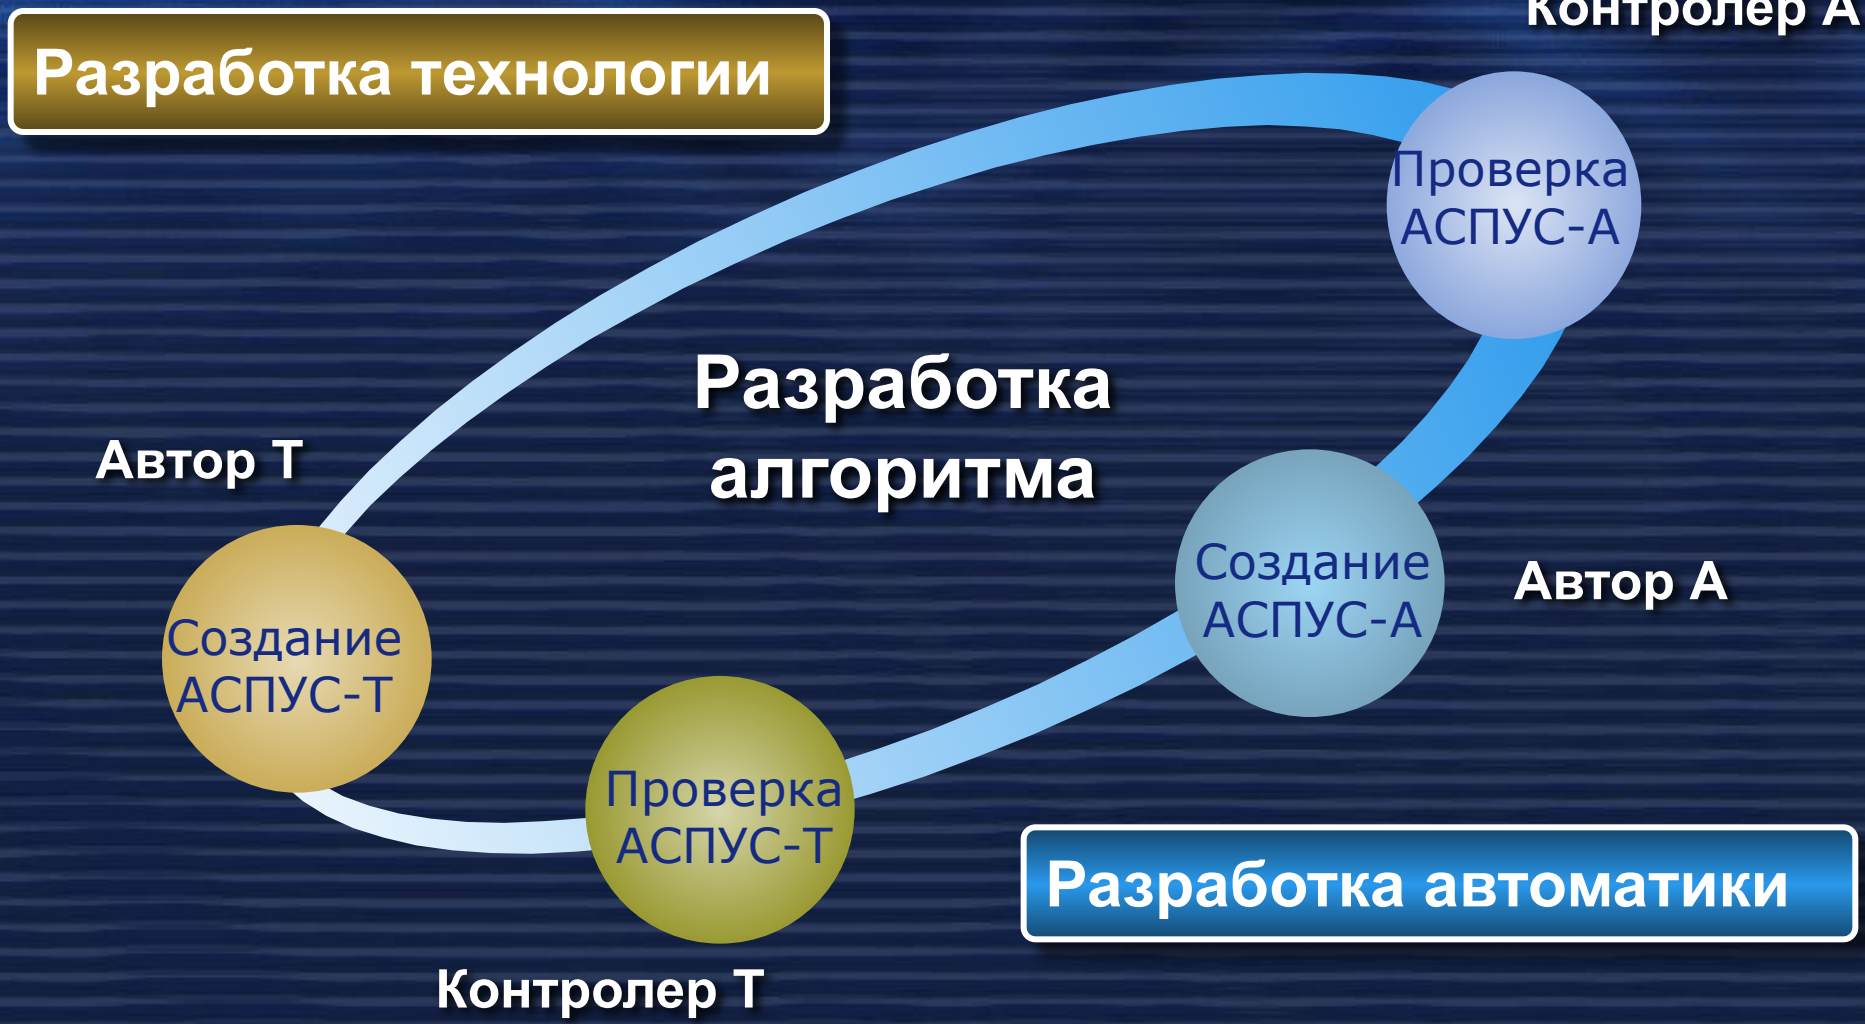 Контролер А
Разработка технологии
Проверка
АСПУС-А
Разработка
алгоритма
Автор Т
Создание
АСПУС-А
Автор А
Создание
АСПУС-Т
Проверка
АСПУС-Т
Разработка автоматики
Контролер Т